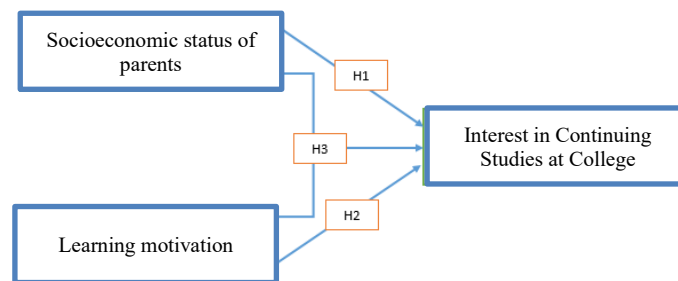 Socioeconomic status of
parents
H1
Interest in Continuing
Studies at College
H3
H2
Learning motivation